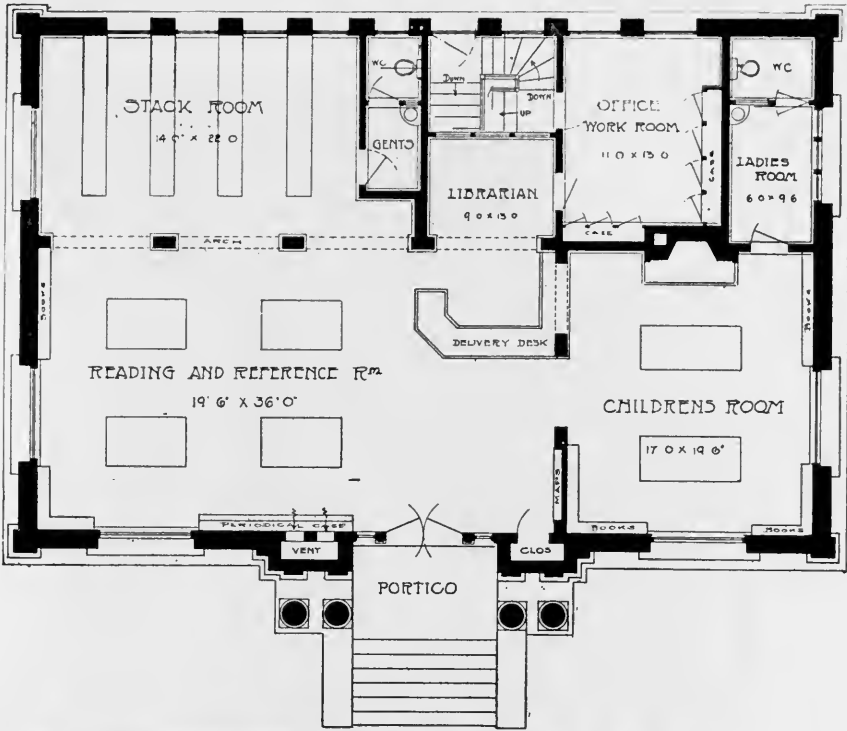 STACK ROOM
14'0" X 22'0
WC
GENTS
DOWN
DOWN
UP
LIBRARIAN
9.0 X 13.0
OFFICE
WORK ROOM
11.0 X 15.0
CASE
CASE
WC
LADIES
ROOM
6.0 X 9.6
ARCH
BOOKS
READING AND REFERENCE Rm
19'6" X 36'0"
DELIVERY DESK
BOOKS
CHILDRENS ROOM
17.0 X 19.6"
MAPS
PERIODICAL CASE
VENT
CLOS
BOOKS
BOOKS
PORTICO